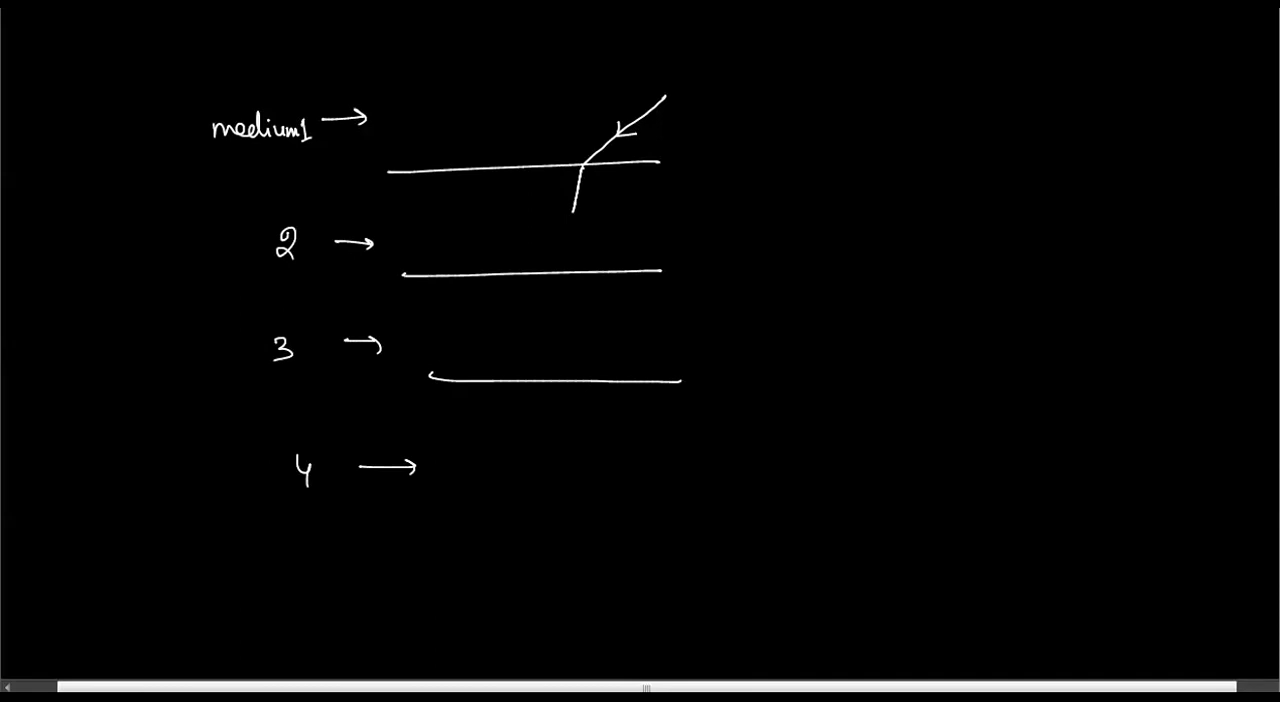 medium1 →
2 →
3 →
4 →